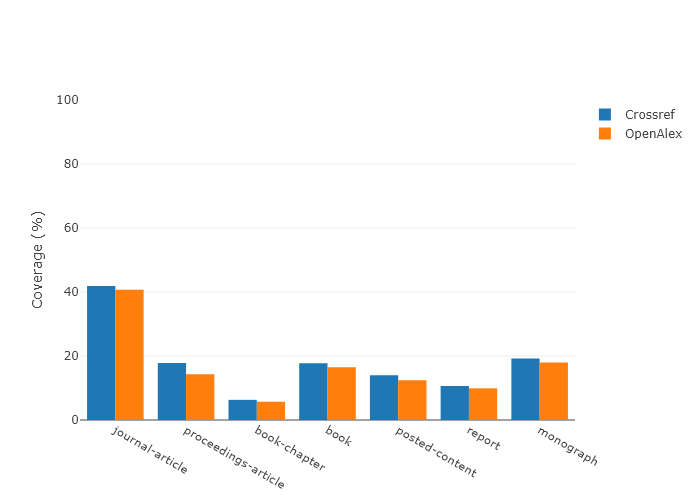 100
80
60
40
20
0
Coverage (%)
journal-article
proceedings-article
book-chapter
book
posted-content
report
monograph
Crossref
OpenAlex